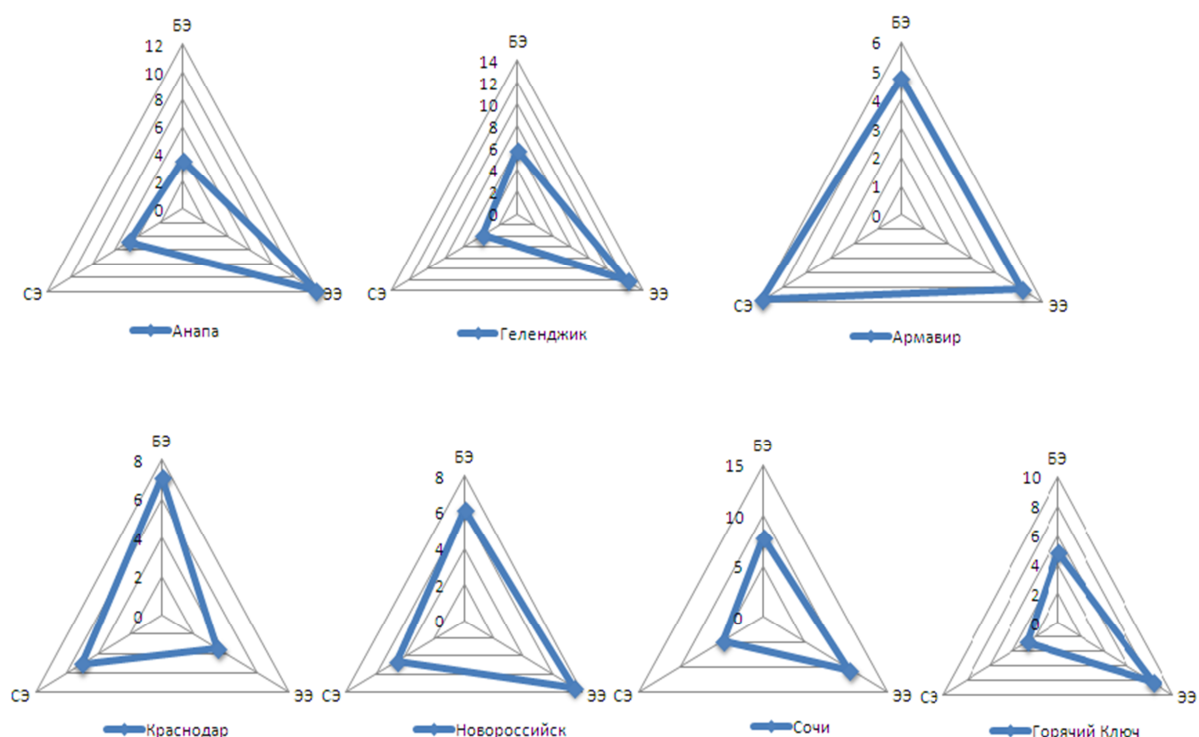 БЭ
12
10
8
6
4
2
0
СЭ
ЭЭ
Анапа
БЭ
14
12
10
8
6
4
2
0
СЭ
ЭЭ
Геленджик
БЭ
6
5
4
3
2
1
0
СЭ
ЭЭ
Армавир
БЭ
8
6
4
2
0
СЭ
ЭЭ
Краснодар
БЭ
8
6
4
2
0
СЭ
ЭЭ
Новороссийск
БЭ
15
10
5
0
СЭ
ЭЭ
Сочи
БЭ
10
8
6
4
2
0
СЭ
ЭЭ
Горячий Ключ